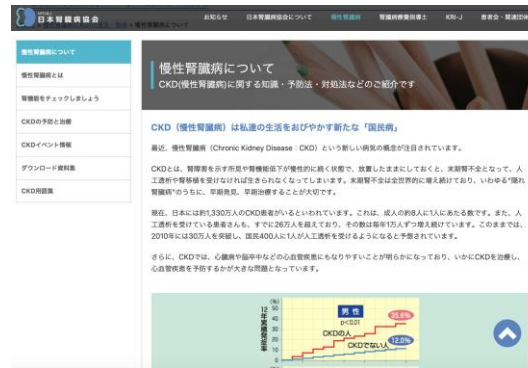 日本腎臓病協会
お知らせ
日本腎臓病協会について
慢性腎臓病
腎臓病療養指導士
KRI-J
患者会・関連団体
慢性腎臓病について
慢性腎臓病とは
腎機能をチェックしましょう
CKDの予防と治療
CKDイベント情報
ダウンロード資料集
CKD用語集
慢性腎臓病について
CKD(慢性腎臓病)に関する知識・予防法・対処法などのご紹介です
CKD（慢性腎臓病）は私達の生活をおびやかす新たな「国民病」
最近、慢性腎臓病（Chronic Kidney Disease：CKD）という新しい病気の概念が注目されています。
CKDとは、腎障害を示す所見や腎機能低下が慢性的に続く状態で、放置したままにしておくと、末期腎不全となって、人
工透析や腎移植を受けなければ生きられなくなってしまいます。末期腎不全は全世界的に増え続けており、いわゆる"隠れ
腎臓病"のうちに、早期発見、早期治療することが大切です。
現在、日本には約1,330万人のCKD患者がいるといわれています。これは、成人の約8人に1人にあたる数です。また、人
工透析を受けている患者さんも、すでに26万人を超えており、その数は毎年1万人ずつ増え続けています。このままでは、
2010年には30万人を突破し、国民400人に1人が人工透析を受けるようになると予想されています。
さらに、CKDでは、心臓病や脳卒中などの心血管疾患にもなりやすいことが明らかになっており、いかにCKDを治療し、
心血管疾患を予防するかが大きな問題となっています。
(%)
50
40
30
20
10
0
12年累積発症率
男性
p<0.01
35.6%
CKDの人
CKDでない人
12.0%
(%)